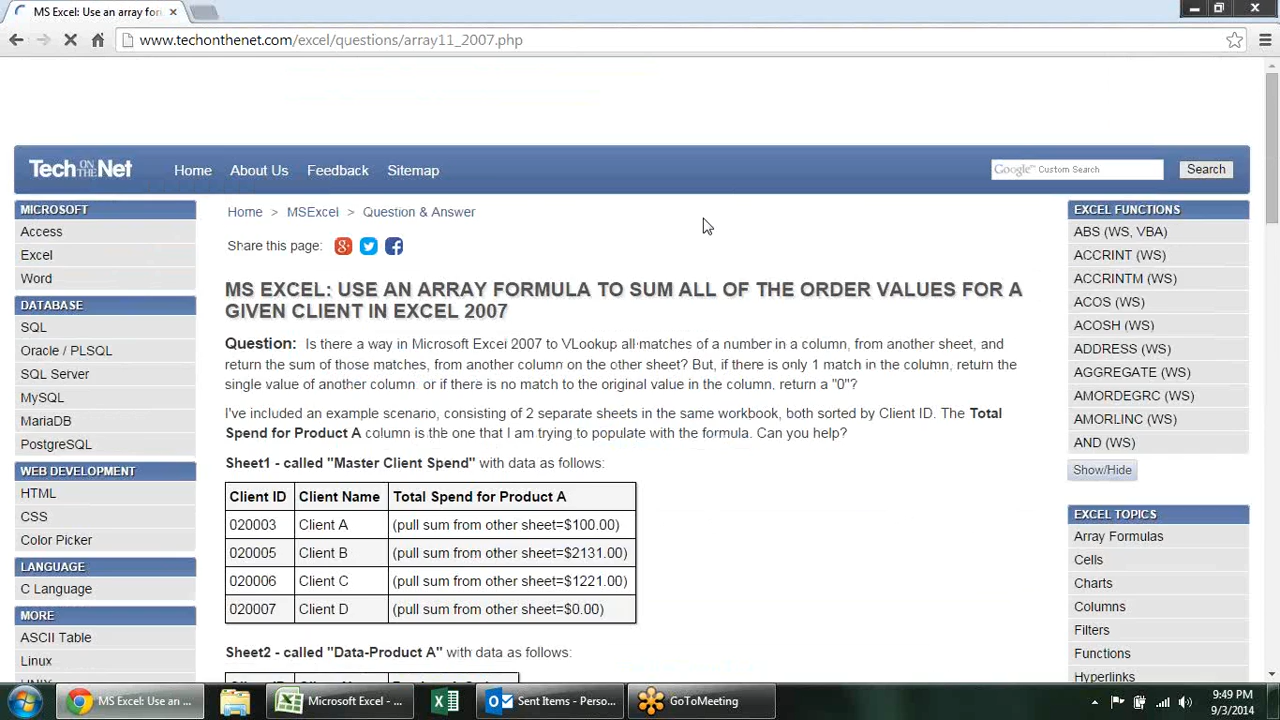 MS Excel: Use an array for
www.techonthenet.com/excel/questions/array11_2007.php
Tech ON THE Net
Home
About Us
Feedback
Sitemap
Google Custom Search
Search
MICROSOFT
Access
Excel
Word
DATABASE
SQL
Oracle / PLSQL
SQL Server
MySQL
MariaDB
PostgreSQL
WEB DEVELOPMENT
HTML
CSS
Color Picker
LANGUAGE
C Language
MORE
ASCII Table
Linux
Home > MSExcel > Question & Answer
Share this page:
MS EXCEL: USE AN ARRAY FORMULA TO SUM ALL OF THE ORDER VALUES FOR A
GIVEN CLIENT IN EXCEL 2007
Question: Is there a way in Microsoft Excel 2007 to VLookup all matches of a number in a column, from another sheet, and
return the sum of those matches, from another column on the other sheet? But, if there is only 1 match in the column, return the
single value of another column, or if there is no match to the original value in the column, return a "0"?
I've included an example scenario, consisting of 2 separate sheets in the same workbook, both sorted by Client ID. The Total
Spend for Product A column is the one that I am trying to populate with the formula. Can you help?
Sheet1 - called "Master Client Spend" with data as follows:
Client ID Client Name Total Spend for Product A
020003 Client A (pull sum from other sheet=$100.00)
020005 Client B (pull sum from other sheet=$2131.00)
020006 Client C (pull sum from other sheet=$1221.00)
020007 Client D (pull sum from other sheet=$0.00)
Sheet2 - called "Data-Product A" with data as follows:
EXCEL FUNCTIONS
ABS (WS, VBA)
ACCRINT (WS)
ACCRINTM (WS)
ACOS (WS)
ACOSH (WS)
ADDRESS (WS)
AGGREGATE (WS)
AMORDEGRC (WS)
AMORLINC (WS)
AND (WS)
Show/Hide
EXCEL TOPICS
Array Formulas
Cells
Charts
Columns
Filters
Functions
Hyperlinks
MS Excel: Use an ...
Microsoft Excel - ...
Sent Items - Perso...
GoToMeeting
9:49 PM
9/3/2014